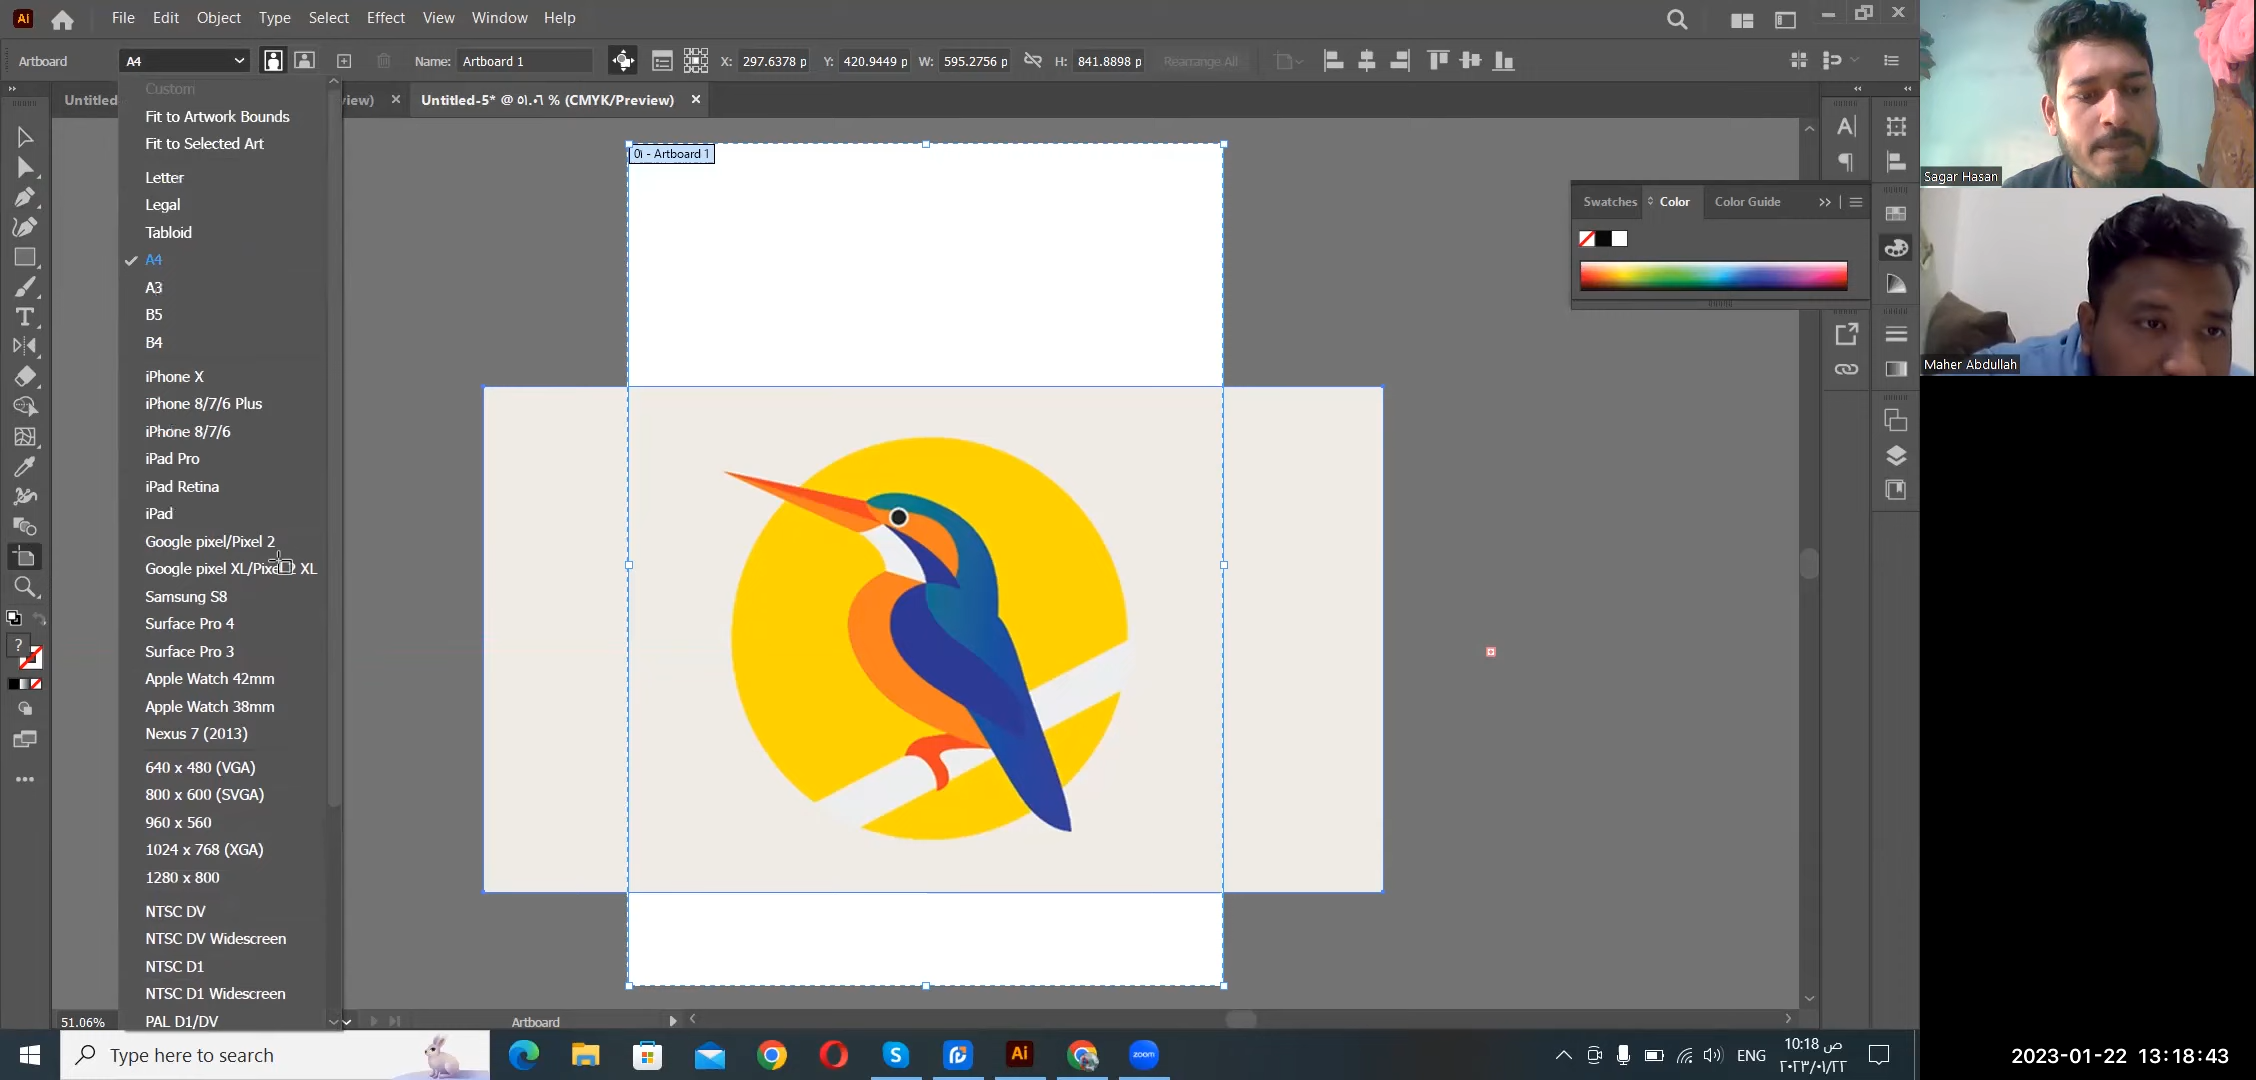 Ai File Edit Object Type Select Effect View Window Help
Artboard A4 Name: Artboard 1 X: 297.6378 p Y: 420.9449 p W: 595.2756 p H: 841.8898 p Rearrange All
Untitled iew) × Untitled-5* @ ٥١.٠٦ % (CMYK/Preview) ×
Custom
Fit to Artwork Bounds
Fit to Selected Art
Letter
Legal
Tabloid
A4
A3
B5
B4
iPhone X
iPhone 8/7/6 Plus
iPhone 8/7/6
iPad Pro
iPad Retina
iPad
Google pixel/Pixel 2
Google pixel XL/Pixel 2 XL
Samsung S8
Surface Pro 4
Surface Pro 3
Apple Watch 42mm
Apple Watch 38mm
Nexus 7 (2013)
640 x 480 (VGA)
800 x 600 (SVGA)
960 x 560
1024 x 768 (XGA)
1280 x 800
NTSC DV
NTSC DV Widescreen
NTSC D1
NTSC D1 Widescreen
PAL D1/DV
01 - Artboard 1
Swatches Color Color Guide
Sagar Hasan
Maher Abdullah
51.06% Artboard
Type here to search
Ai
zoom
ENG
10:18 ص
٢٠٢٣/٠١/٢٢
2023-01-22 13:18:43